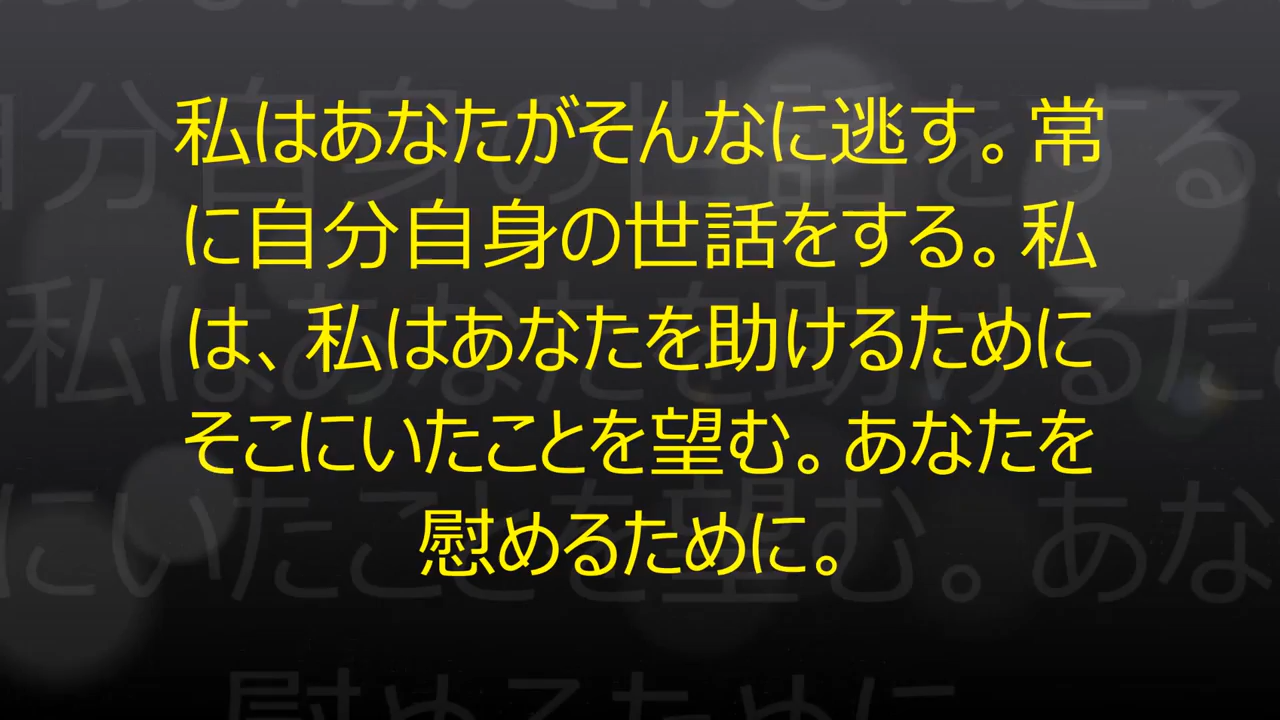 私はあなたがそんなに逃す。常
に自分自身の世話をする。私
は、私はあなたを助けるために
そこにいたことを望む。あなたを
慰めるために。